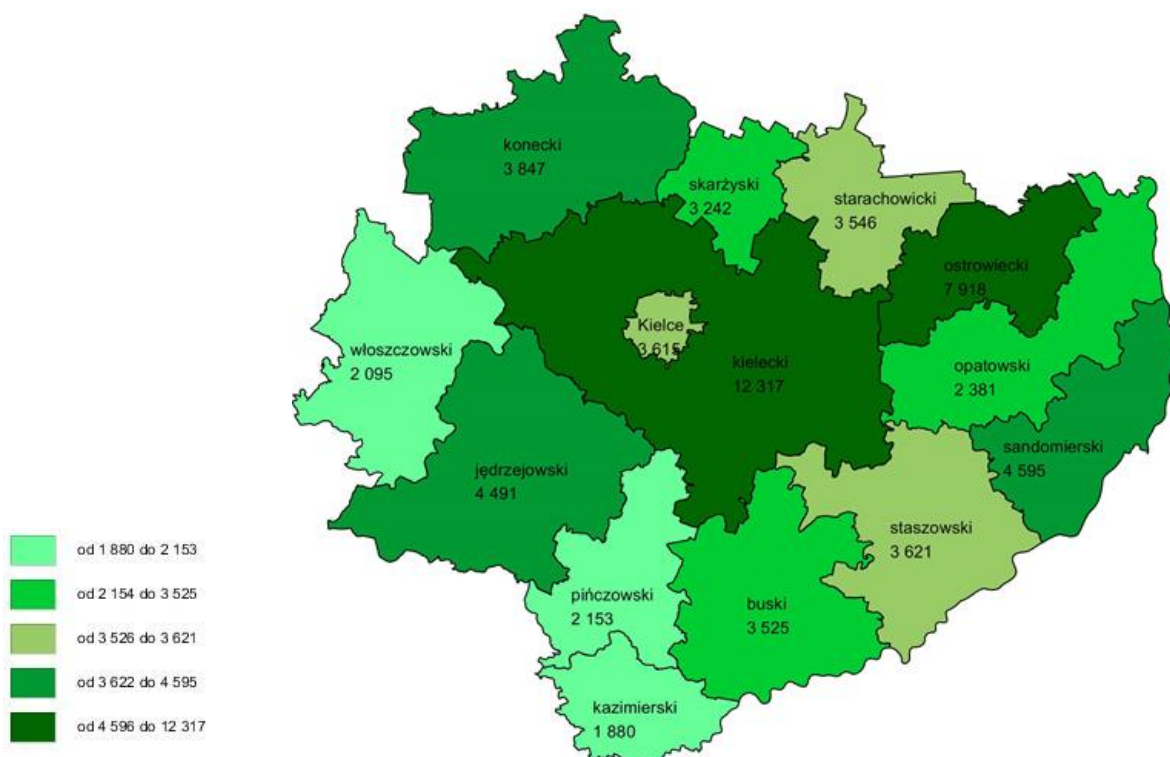 konecki
3 847
skarżyski
3 242
starachowicki
3 546
ostrowiecki
7 918
Kielce
3 615
włoszczowski
2 095
kielecki
12 317
opatowski
2 381
sandomierski
4 595
jędrzejowski
4 491
staszowski
3 621
pińczowski
2 153
buski
3 525
kazimierski
1 880
od 1 880 do 2 153
od 2 154 do 3 525
od 3 526 do 3 621
od 3 622 do 4 595
od 4 596 do 12 317